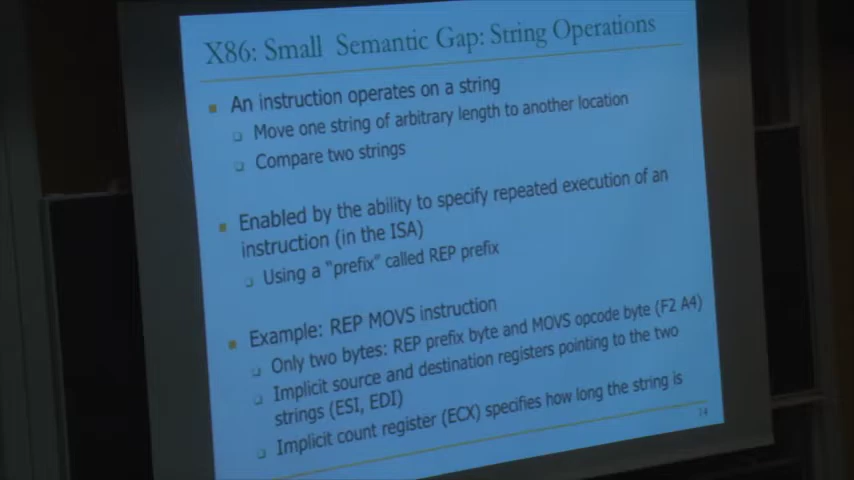 X86: Small Semantic Gap: String Operations
An instruction operates on a string
Move one string of arbitrary length to another location
Compare two strings
Enabled by the ability to specify repeated execution of an
instruction (in the ISA)
Using a "prefix" called REP prefix
Example: REP MOVS instruction
Only two bytes: REP prefix byte and MOVS opcode byte (F2 A4)
Implicit source and destination registers pointing to the two
strings (ESI, EDI)
Implicit count register (ECX) specifies how long the string is
14